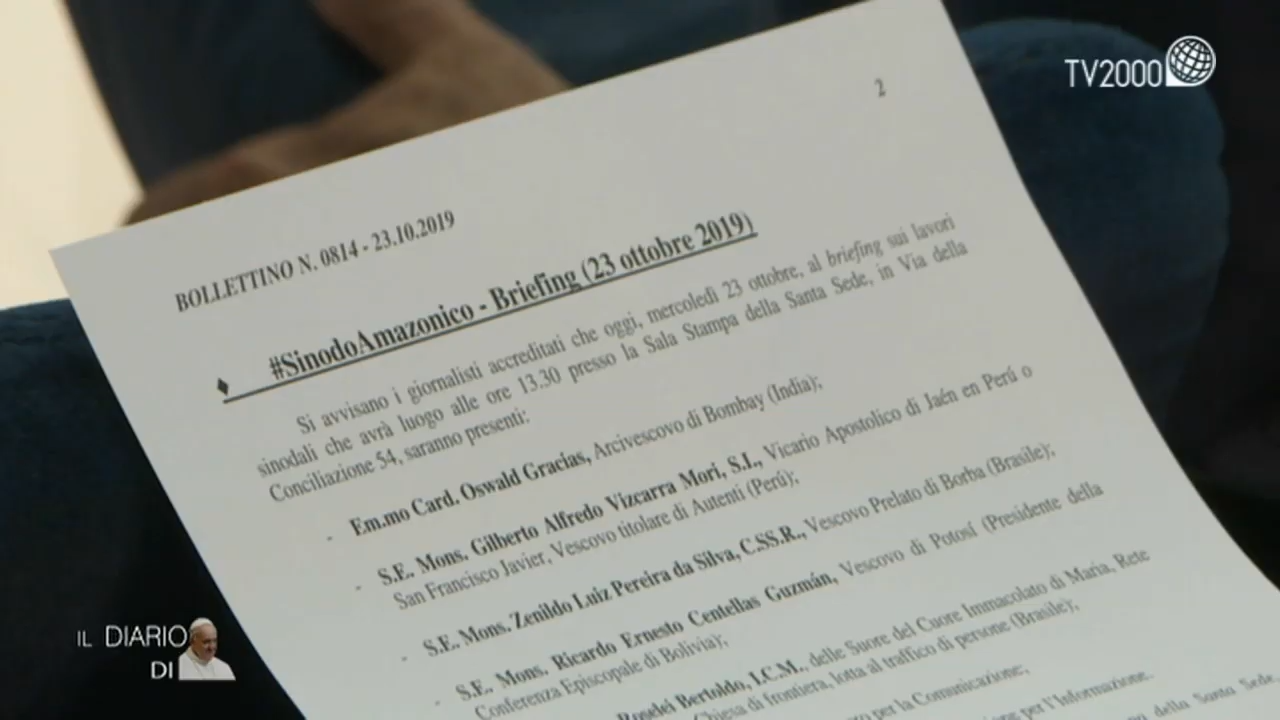 TV2000
2
BOLLETTINO N. 0814 - 23.10.2019
♦ #SinodoAmazonico - Briefing (23 ottobre 2019)
Si avvisano i giornalisti accreditati che oggi, mercoledì 23 ottobre, al briefing sui lavori
sinodali che avrà luogo alle ore 13.30 presso la Sala Stampa della Santa Sede, in Via della
Conciliazione 54, saranno presenti:
- Em.mo Card. Oswald Gracias, Arcivescovo di Bombay (India);
- S.E. Mons. Gilberto Alfredo Vizcarra Mori, S.I., Vicario Apostolico di Jaén en Perú o
San Francisco Javier, Vescovo titolare di Autenti (Perú);
- S.E. Mons. Zenildo Luiz Pereira da Silva, C.SS.R., Vescovo Prelato di Borba (Brasile);
- S.E. Mons. Ricardo Ernesto Centellas Guzmán, Vescovo di Potosí (Presidente della
Conferenza Episcopale di Bolivia);
Roselei Bertoldo, I.C.M., delle Suore del Cuore Immacolato di Maria, Rete
Chiesa di frontiera, lotta al traffico di persone (Brasile);
per la Comunicazione;
per l'Informazione.
della Santa Sede
IL DIARIO
DI